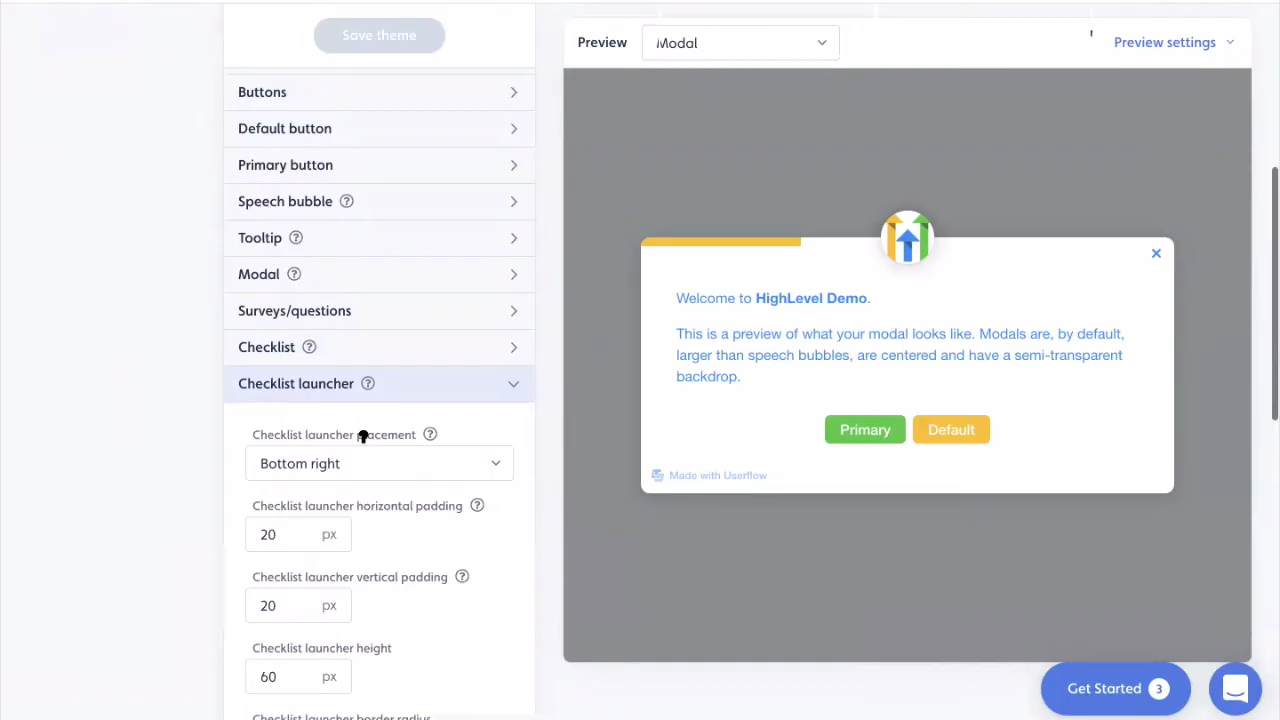 Save theme
Buttons
Default button
Primary button
Speech bubble ?
Tooltip ?
Modal ?
Surveys/questions
Checklist ?
Checklist launcher ?
Checklist launcher placement ?
Bottom right
Checklist launcher horizontal padding ?
20 px
Checklist launcher vertical padding ?
20 px
Checklist launcher height
60 px
Checklist launcher border radius
Preview
Modal
Preview settings
Welcome to HighLevel Demo.
This is a preview of what your modal looks like. Modals are, by default,
larger than speech bubbles, are centered and have a semi-transparent
backdrop.
Primary
Default
Made with Userflow
Get Started 3